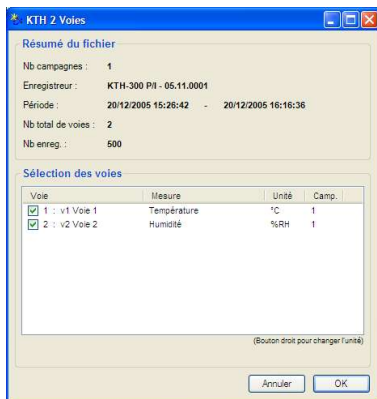 KTH 2 Voies
Résumé du fichier
Nb campagnes : 1
Enregistreur : KTH-300 P/I - 05.11.0001
Période : 20/12/2005 15:26:42 - 20/12/2005 16:16:36
Nb total de voies : 2
Nb enreg. : 500
Sélection des voies
Voie Mesure Unité Camp.
1 : v1 Voie 1 Température °C 1
2 : v2 Voie 2 Humidité %RH 1
(Bouton droit pour changer l'unité)
Annuler OK